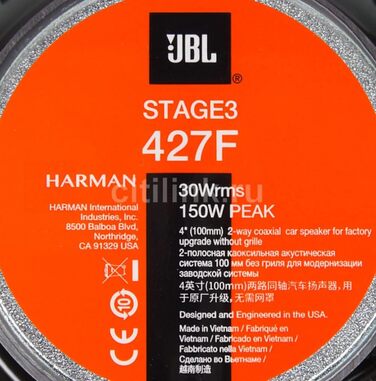 JBL
®
STAGE3
427F
HARMAN
HARMAN International
Industries, Inc.
8500 Balboa Blvd,
Northridge,
CA 91329 USA
30Wrms
150W PEAK
citilink.ru
4" (100mm) 2-way coaxial car speaker for factory
upgrade without grille
2-полосная каоксильная акустическая
система 100 мм без гриля для модернизации
заводской системы
4英寸(100mm)两路同轴汽车扬声器,用
于原厂升级,无需网罩
Designed and Engineered in the USA.
Made in Vietnam / Fabriqué en
Vietnam / Fabricado en Vietnam /
Fabbricato nella Vietnam /
Сделано во Вьетнаме /
越南制造
10